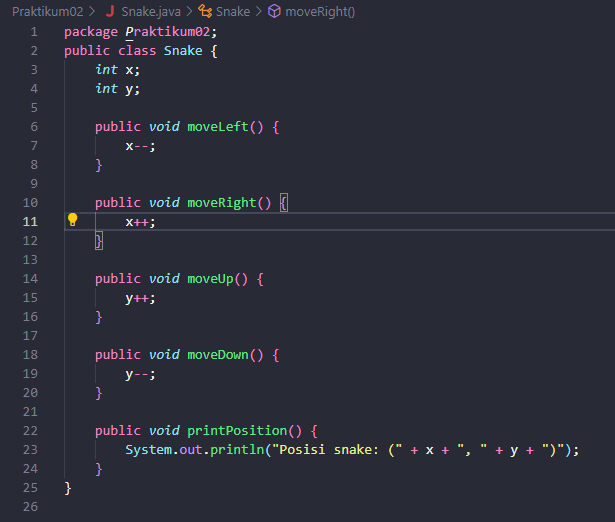 Praktikum02 > J Snake.java > Snake > moveRight()
1 package Praktikum02;
2 public class Snake {
3     int x;
4     int y;
5
6     public void moveLeft() {
7         x--;
8     }
9
10     public void moveRight() {
11         x++;
12     }
13
14     public void moveUp() {
15         y++;
16     }
17
18     public void moveDown() {
19         y--;
20     }
21
22     public void printPosition() {
23         System.out.println("Posisi snake: (" + x + ", " + y + ")");
24     }
25 }
26